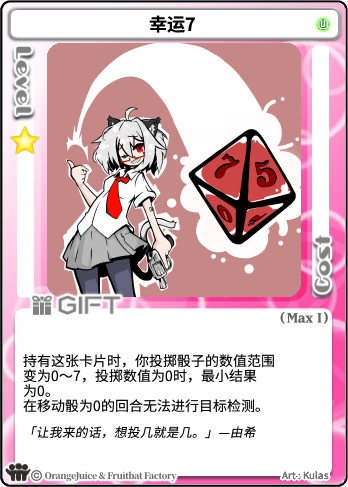 幸运7
U
Level
7 5
0
Cost
GIFT
(Max 1)
持有这张卡片时，你投掷骰子的数值范围
变为0～7，投掷数值为0时，最小结果
为0。
在移动骰为0的回合无法进行目标检测。
「让我来的话，想投几就是几。」—由希
© OrangeJuice & Fruitbat Factory
Art.: Kulas